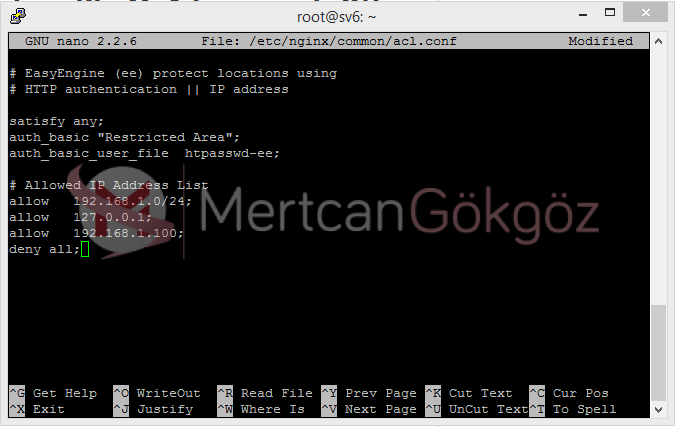 root@sv6: ~
GNU nano 2.2.6 File: /etc/nginx/common/acl.conf Modified
# EasyEngine (ee) protect locations using
# HTTP authentication || IP address
satisfy any;
auth_basic "Restricted Area";
auth_basic_user_file htpasswd-ee;
# Allowed IP Address List
allow 192.168.1.0/24;
allow 127.0.0.1;
allow 192.168.1.100;
deny all;
MertcanGökgöz
^G Get Help ^O WriteOut ^R Read File ^Y Prev Page ^K Cut Text ^C Cur Pos
^X Exit ^J Justify ^W Where Is ^V Next Page ^U UnCut Text ^T To Spell